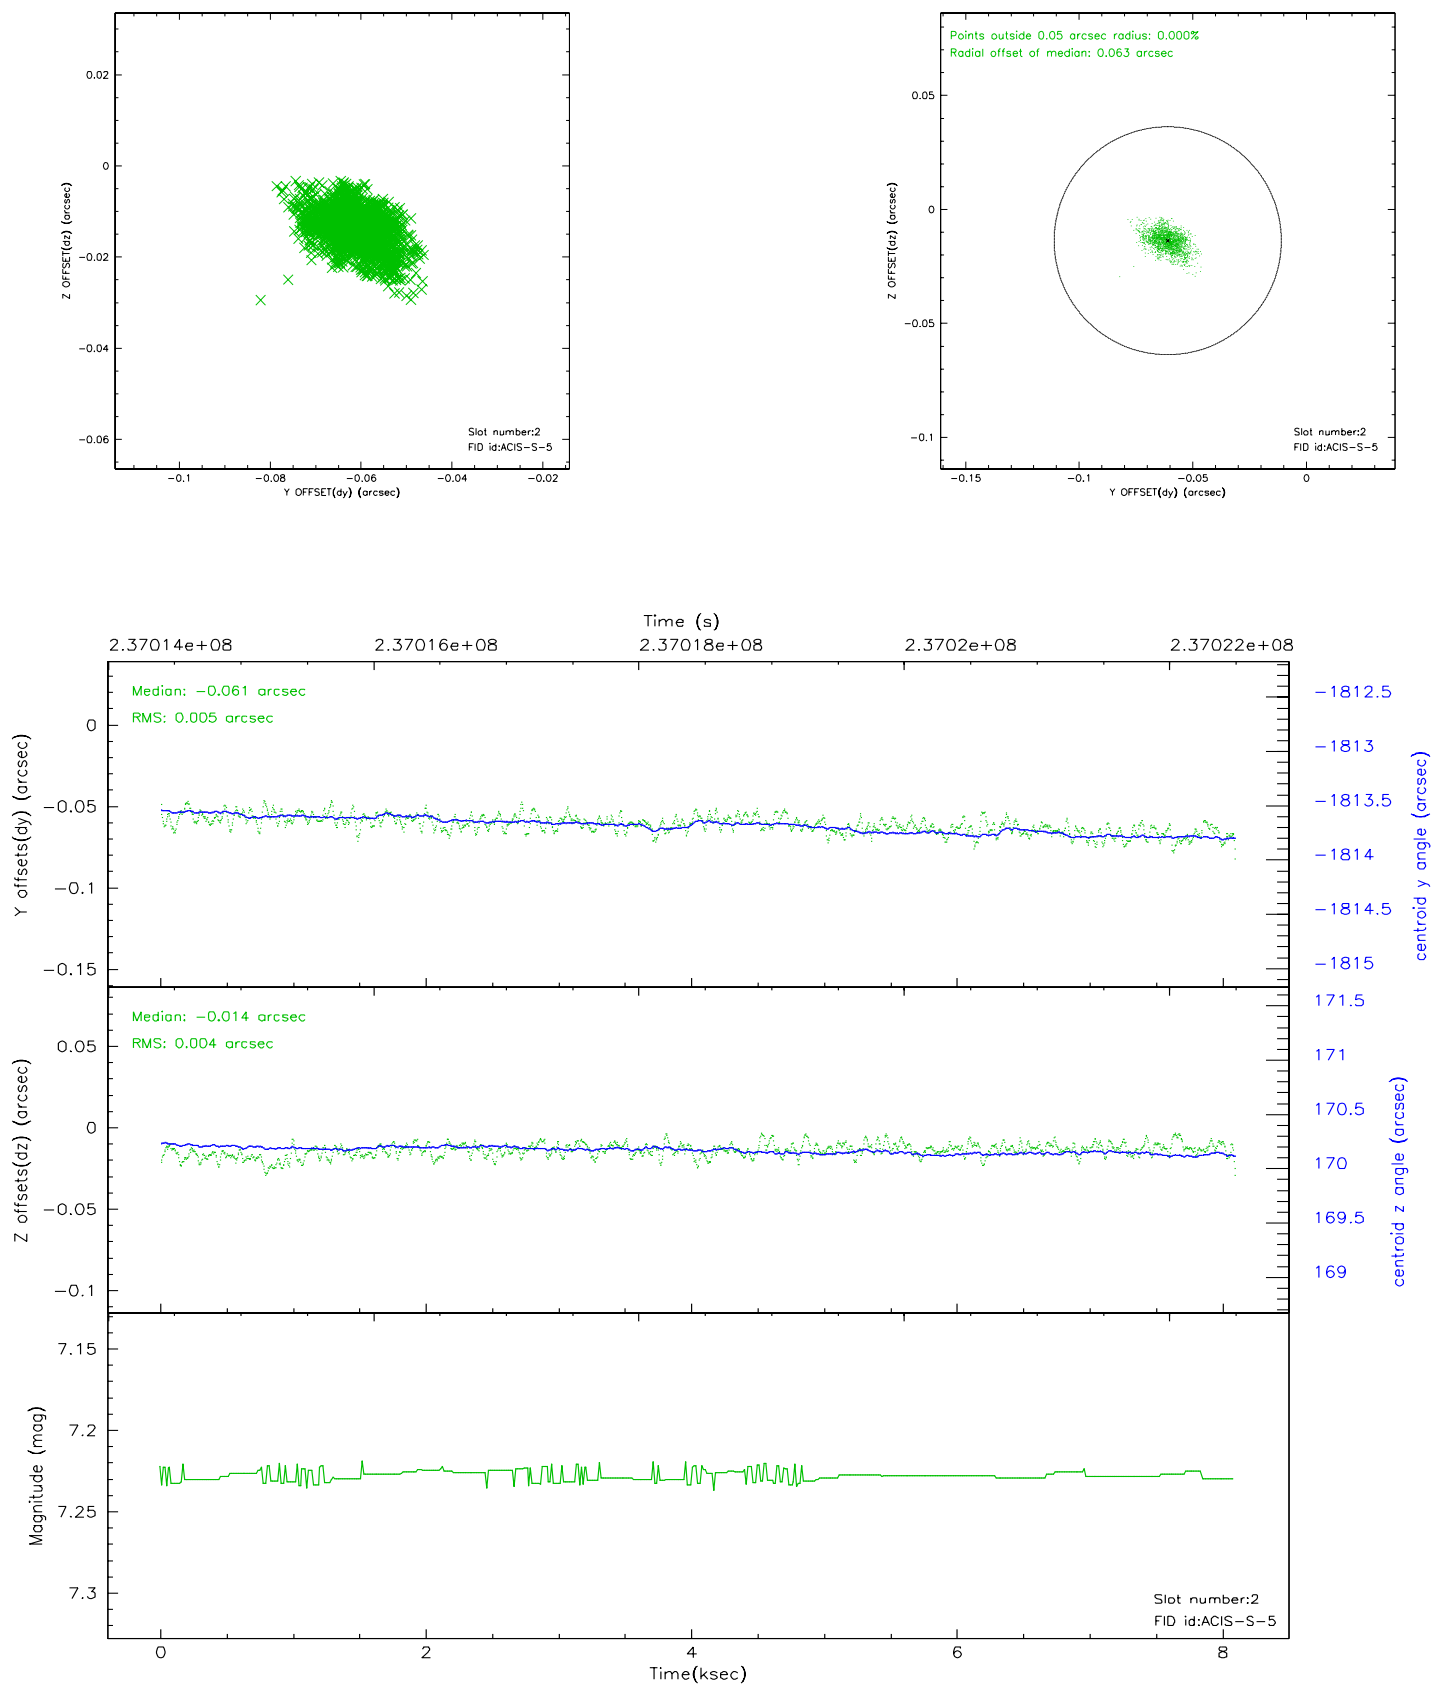 0.02
0
-0.02
-0.04
-0.06
Z OFFSET(dz) (arcsec)
Slot number:2
FID id:ACIS-S-5
-0.1 -0.08 -0.06 -0.04 -0.02
Y OFFSET(dy) (arcsec)
Points outside 0.05 arcsec radius: 0.000%
Radial offset of median: 0.063 arcsec
0.05
0
-0.05
-0.1
Z OFFSET(dz) (arcsec)
Slot number:2
FID id:ACIS-S-5
-0.15 -0.1 -0.05 0
Y OFFSET(dy) (arcsec)
Time (s)
2.37014e+08 2.37016e+08 2.37018e+08 2.3702e+08 2.37022e+08
Median: -0.061 arcsec
RMS: 0.005 arcsec
0
-0.05
-0.1
-0.15
Y offsets(dy) (arcsec)
-1812.5
-1813
-1813.5
-1814
-1814.5
-1815
centroid y angle (arcsec)
Median: -0.014 arcsec
RMS: 0.004 arcsec
0.05
0
-0.05
-0.1
Z offsets(dz) (arcsec)
171.5
171
170.5
170
169.5
169
centroid z angle (arcsec)
7.15
7.2
7.25
7.3
Magnitude (mag)
Slot number:2
FID id:ACIS-S-5
0 2 4 6 8
Time(ksec)